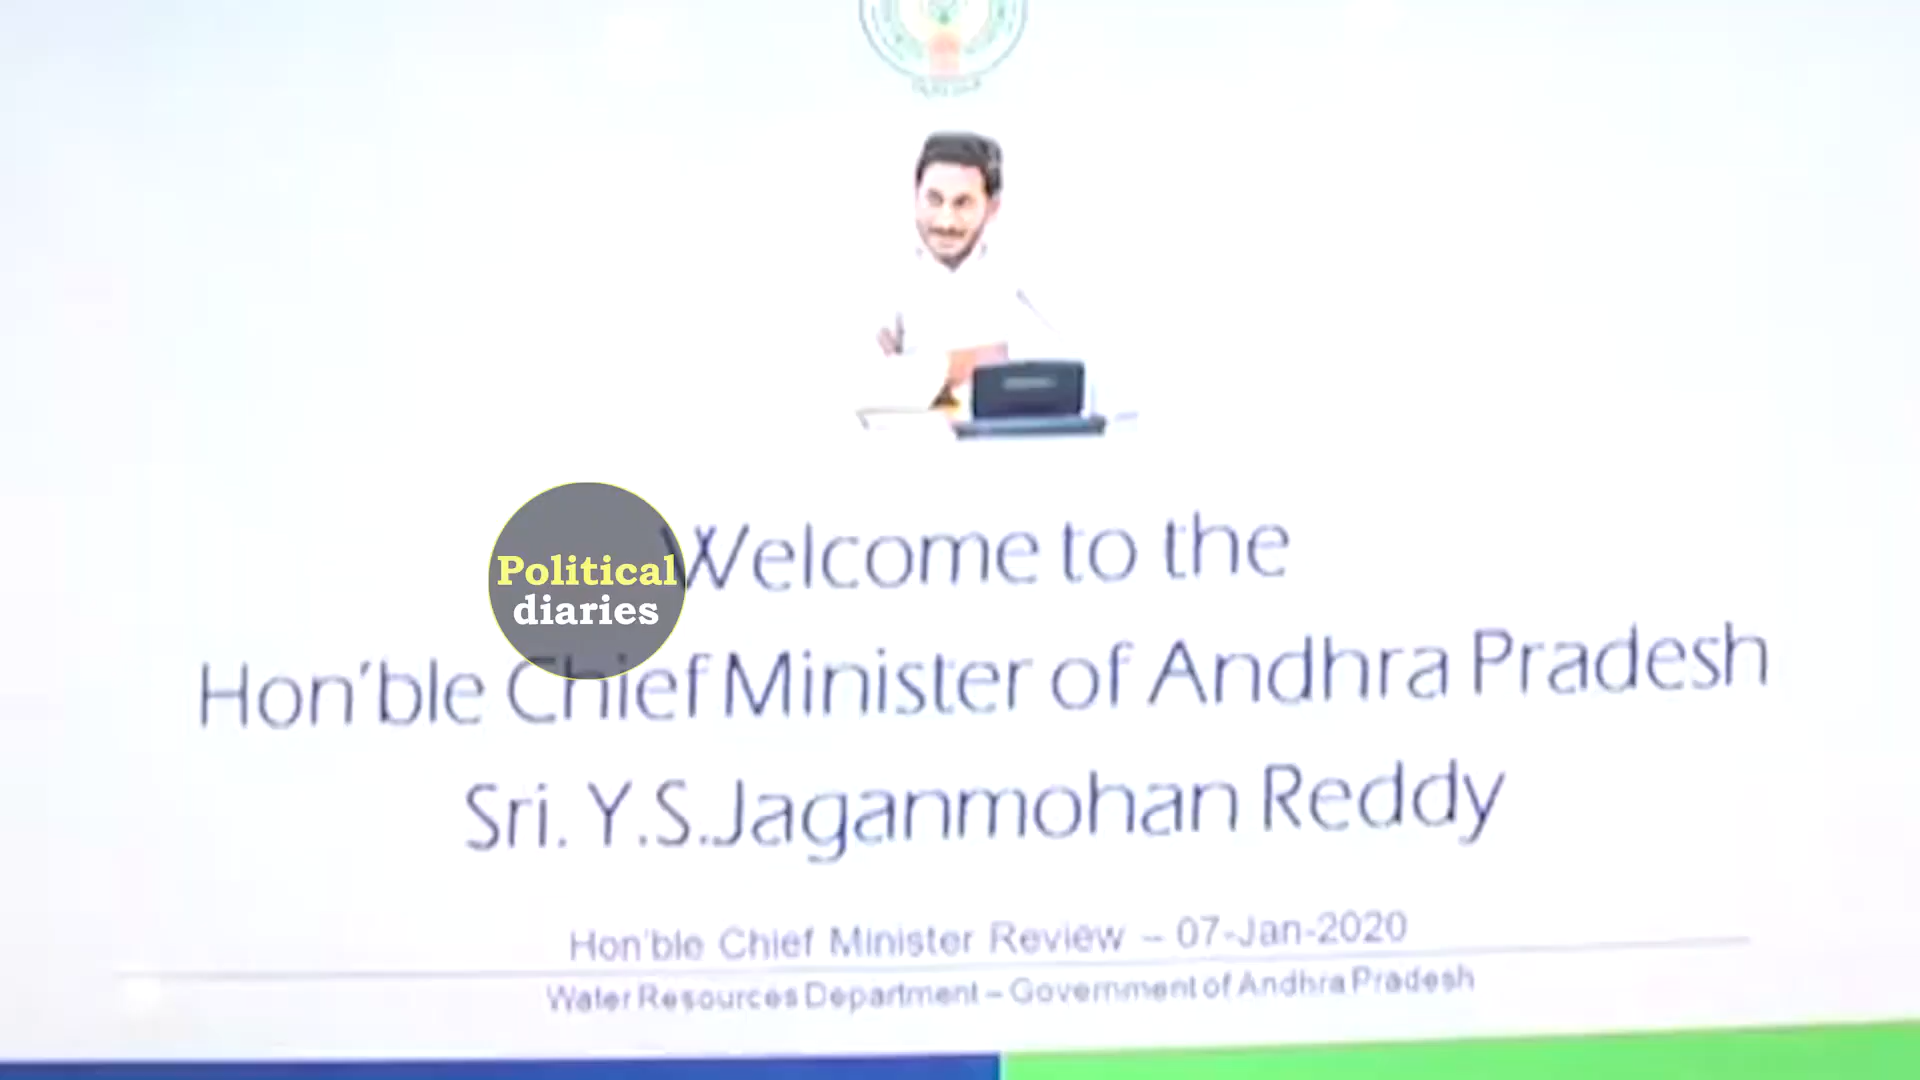 Welcome to the
Political
diaries
Hon'ble Chief Minister of Andhra Pradesh
Sri. Y.S.Jaganmohan Reddy
Hon'ble Chief Minister Review – 07-Jan-2020
Water Resources Department – Government of Andhra Pradesh